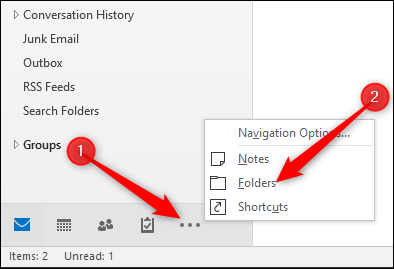 Conversation History
Junk Email
Outbox
RSS Feeds
Search Folders
Groups
1
2
Navigation Options...
Notes
Folders
Shortcuts
Items: 2 Unread: 1